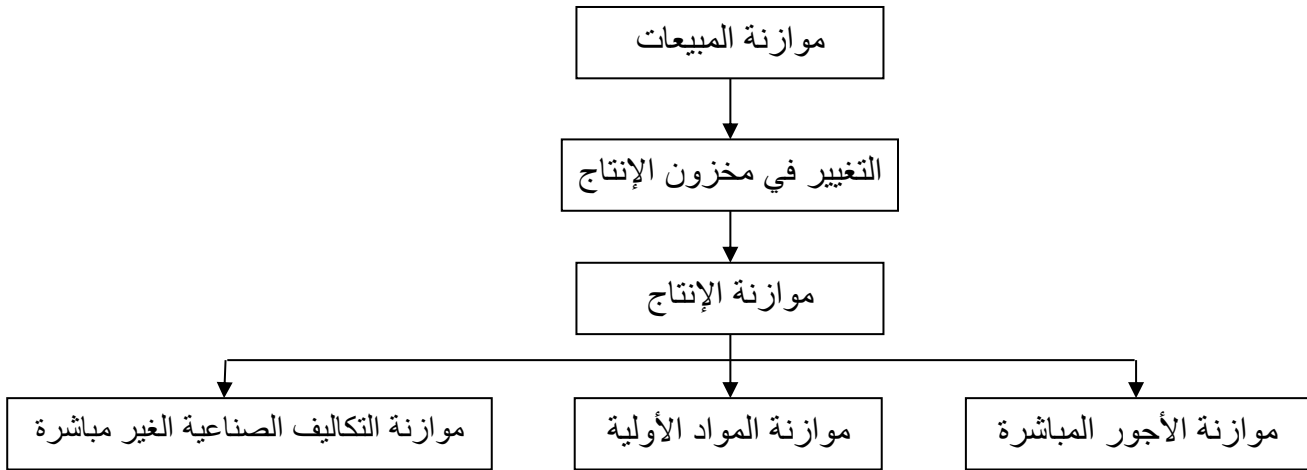 موازنة المبيعات
التغيير في مخزون الإنتاج
موازنة الإنتاج
موازنة الأجور المباشرة
موازنة المواد الأولية
موازنة التكاليف الصناعية الغير مباشرة